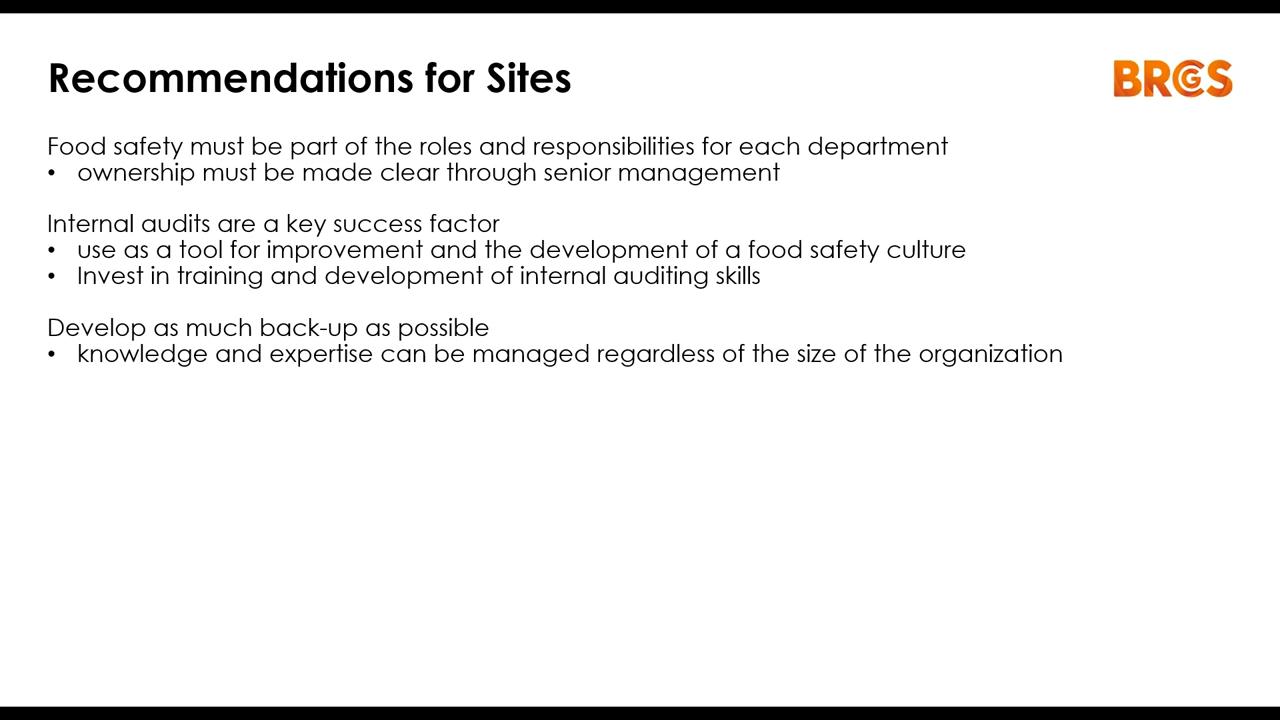 Recommendations for Sites
BRCGS
Food safety must be part of the roles and responsibilities for each department
• ownership must be made clear through senior management
Internal audits are a key success factor
• use as a tool for improvement and the development of a food safety culture
• Invest in training and development of internal auditing skills
Develop as much back-up as possible
• knowledge and expertise can be managed regardless of the size of the organization